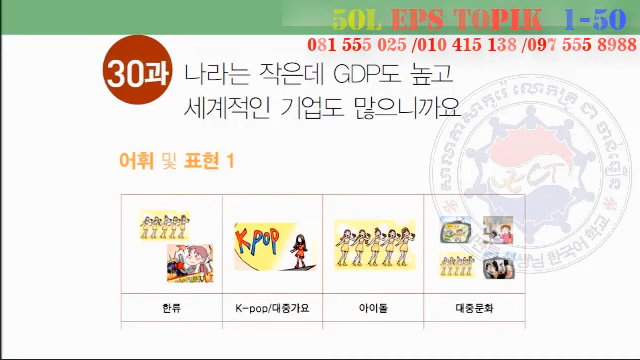 50L EPS TOPIK 1-50
081 555 025 /010 415 138 /097 555 8988
30과
나라는 작은데 GDP도 높고
세계적인 기업도 많으니까요
어휘 및 표현 1
KPOP
한류
K-pop/대중가요
아이돌
대중문화